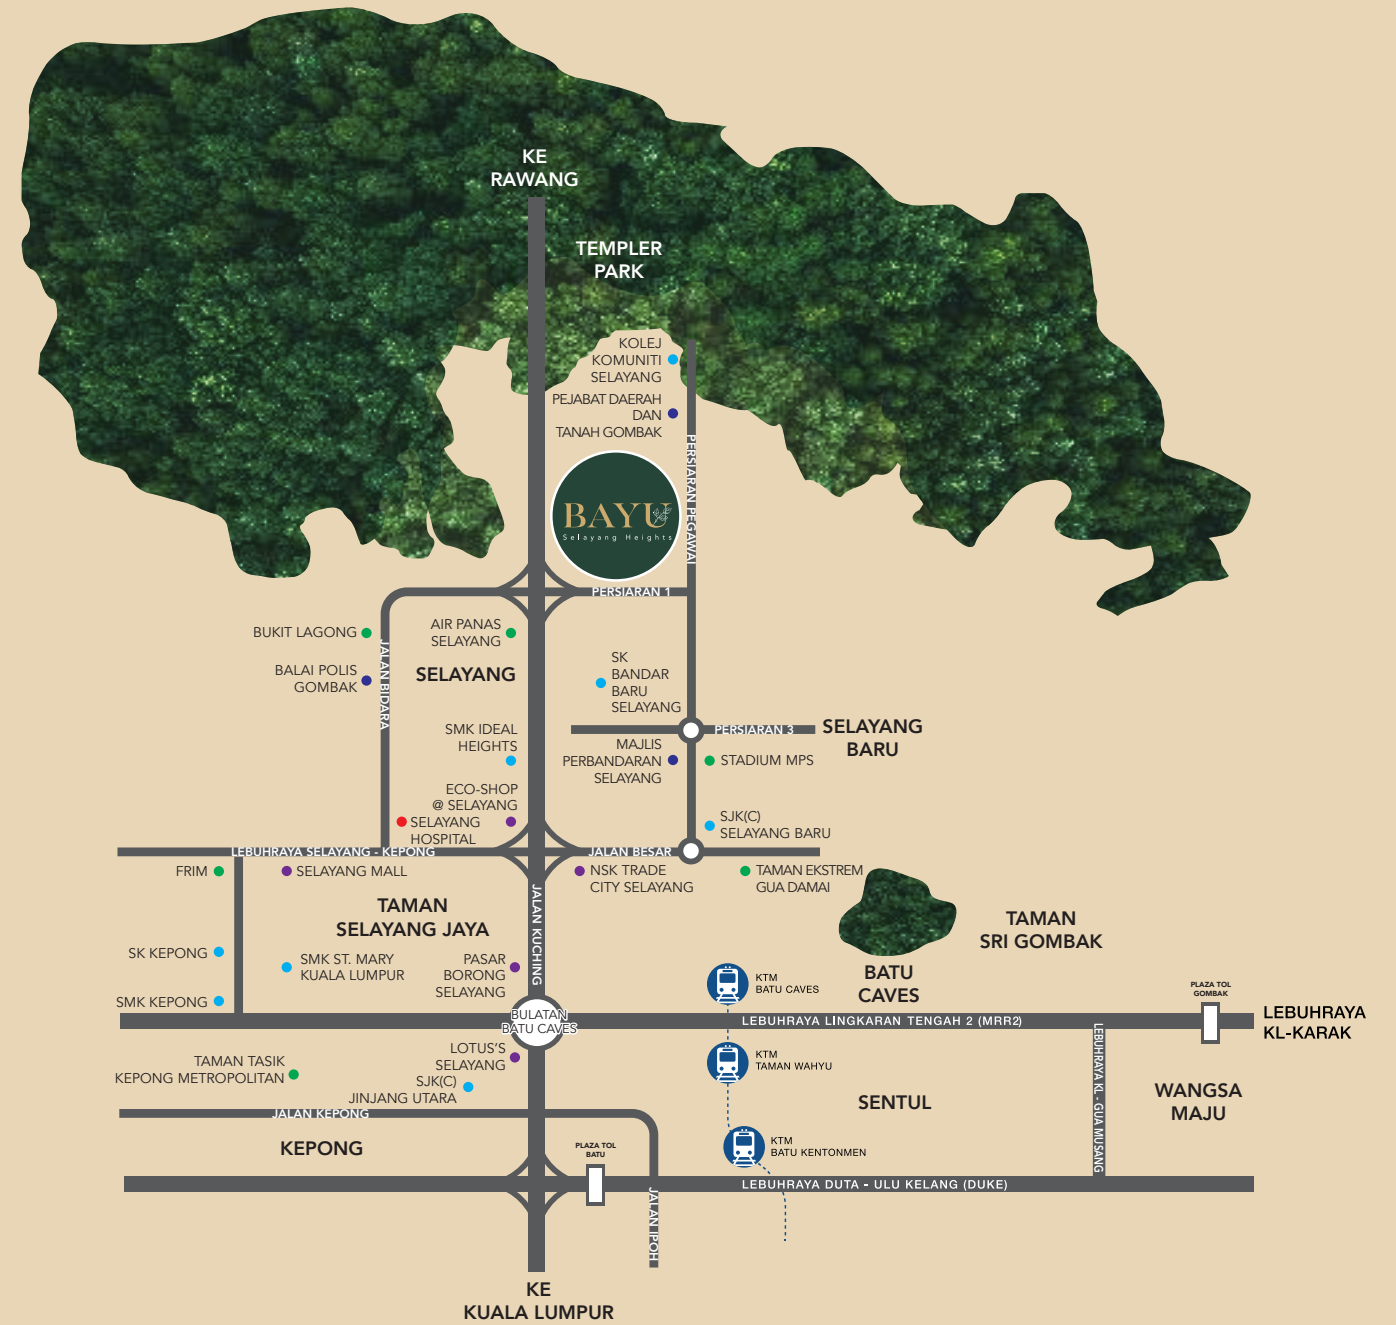 KE
RAWANG
TEMPLER
PARK
KOLEJ
KOMUNITI
SELAYANG
PEJABAT DAERAH
DAN
TANAH GOMBAK
PERSIARAN PEGAWAI
BAYU
Selayang Heights
PERSIARAN 1
BUKIT LAGONG
AIR PANAS
SELAYANG
BALAI POLIS
GOMBAK
JALAN BIDARA
SELAYANG
SK
BANDAR
BARU
SELAYANG
SMK IDEAL
HEIGHTS
PERSIARAN 3
SELAYANG
BARU
MAJLIS
PERBANDARAN
SELAYANG
STADIUM MPS
ECO-SHOP
@ SELAYANG
SELAYANG
HOSPITAL
SJK(C)
SELAYANG BARU
LEBUHRAYA SELAYANG - KEPONG
JALAN BESAR
FRIM
SELAYANG MALL
NSK TRADE
CITY SELAYANG
TAMAN EKSTREM
GUA DAMAI
TAMAN
SELAYANG JAYA
JALAN KUCHING
TAMAN
SRI GOMBAK
SK KEPONG
SMK ST. MARY
KUALA LUMPUR
PASAR
BORONG
SELAYANG
KTM
BATU CAVES
BATU
CAVES
SMK KEPONG
BULATAN
BATU CAVES
LEBUHRAYA LINGKARAN TENGAH 2 (MRR2)
PLAZA TOL
GOMBAK
LEBUHRAYA
KL-KARAK
TAMAN TASIK
KEPONG METROPOLITAN
LOTUS'S
SELAYANG
SJK(C)
JINJANG UTARA
KTM
TAMAN WAHYU
LEBUHRAYA KL - GUA MUSANG
SENTUL
WANGSA
MAJU
JALAN KEPONG
KEPONG
PLAZA TOL
BATU
KTM
BATU KENTONMEN
LEBUHRAYA DUTA - ULU KELANG (DUKE)
JALAN IPOH
KE
KUALA LUMPUR